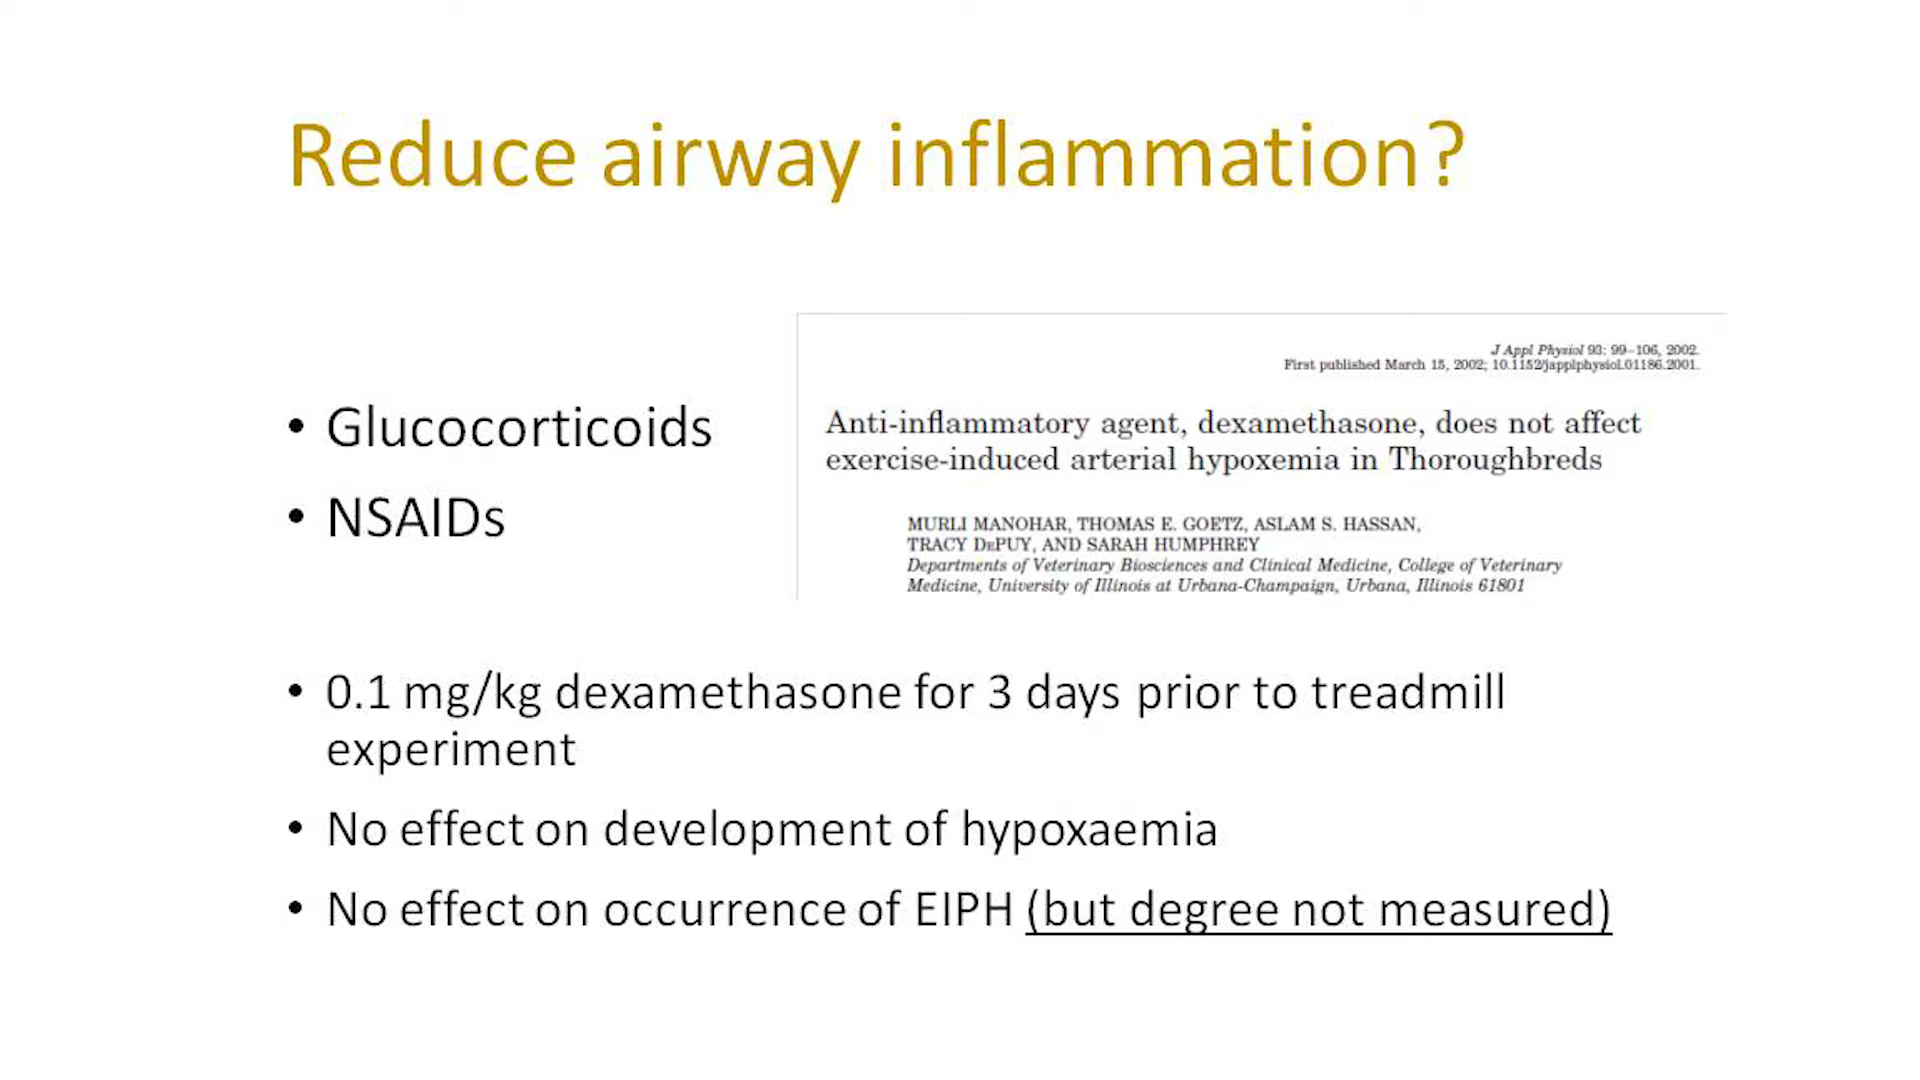 Reduce airway inflammation?
• Glucocorticoids
• NSAIDs
J Appl Physiol 93: 99–106, 2002.
First published March 15, 2002; 10.1152/japplphysiol.01186.2001.
Anti-inflammatory agent, dexamethasone, does not affect
exercise-induced arterial hypoxemia in Thoroughbreds
MURLI MANOHAR, THOMAS E. GOETZ, ASLAM S. HASSAN,
TRACY DEPUY, AND SARAH HUMPHREY
Departments of Veterinary Biosciences and Clinical Medicine, College of Veterinary
Medicine, University of Illinois at Urbana-Champaign, Urbana, Illinois 61801
• 0.1 mg/kg dexamethasone for 3 days prior to treadmill
experiment
• No effect on development of hypoxaemia
• No effect on occurrence of EIPH (but degree not measured)